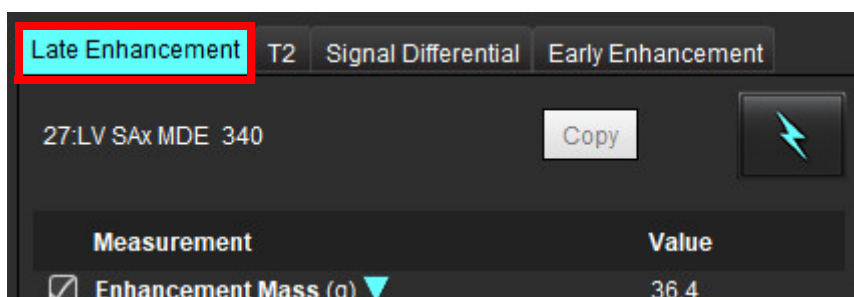 Late Enhancement T2 Signal Differential Early Enhancement
27:LV SAx MDE 340 Copy
Measurement Value
Enhancement Mass (g) 36.4